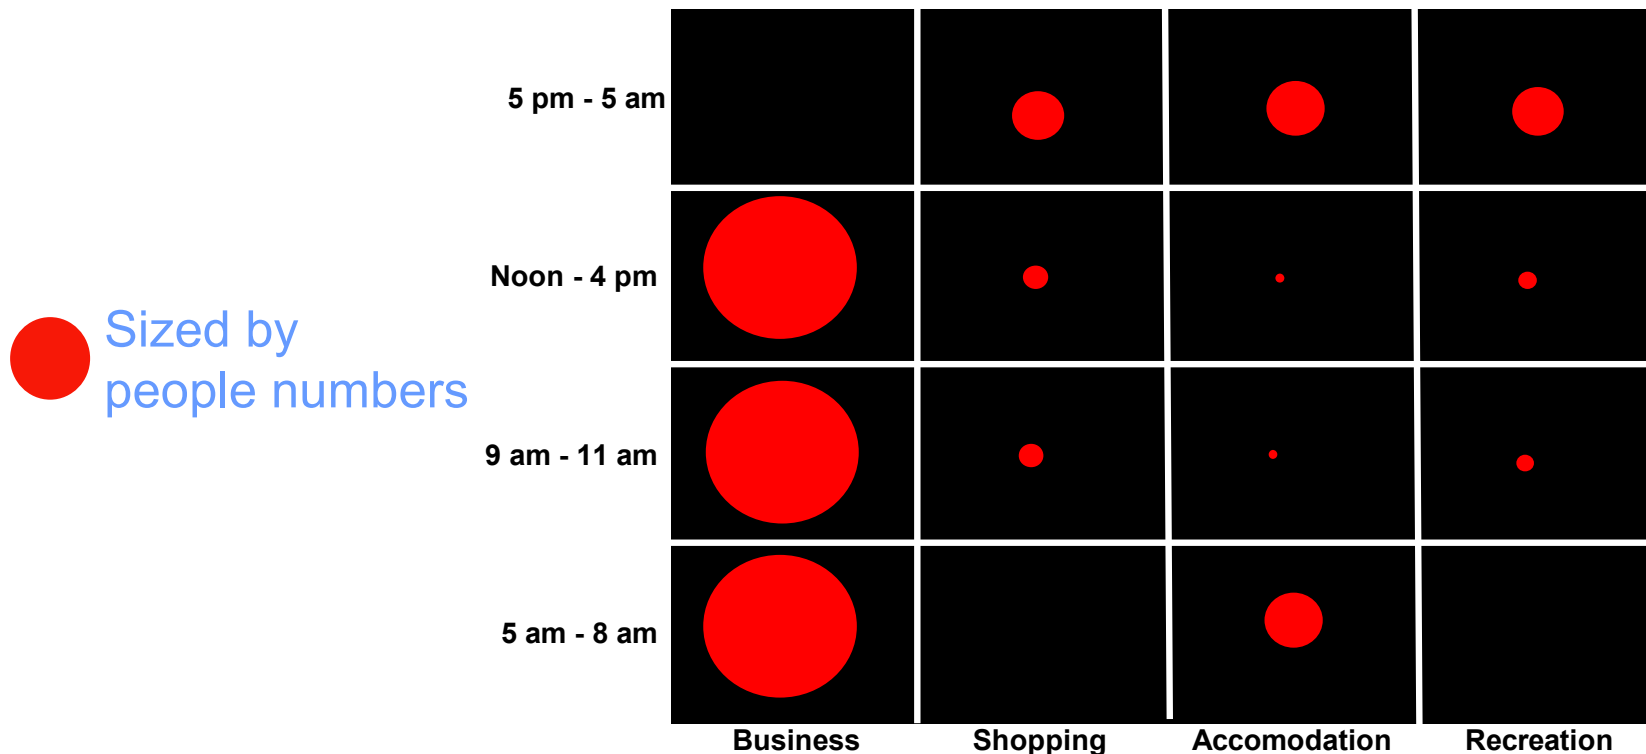 5 pm - 5 am
Noon - 4 pm
Sized by
people numbers
9 am - 11 am
5 am - 8 am
Business
Shopping
Accomodation
Recreation